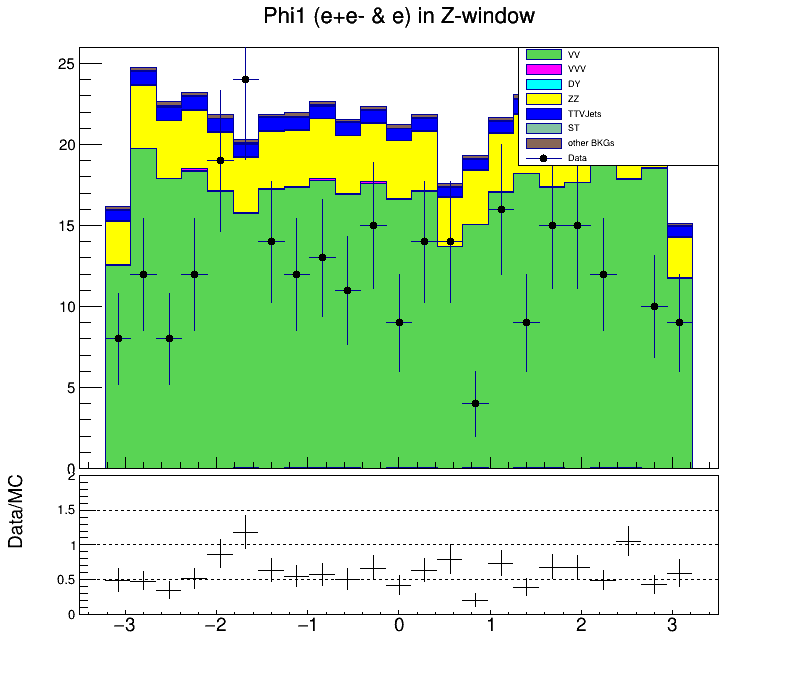 Phi1 (e+e- & e) in Z-window
25
20
15
10
5
0
VV
VVV
DY
ZZ
TTVJets
ST
other BKGs
Data
Data/MC
2
1.5
1
0.5
0
−3
−2
−1
0
1
2
3